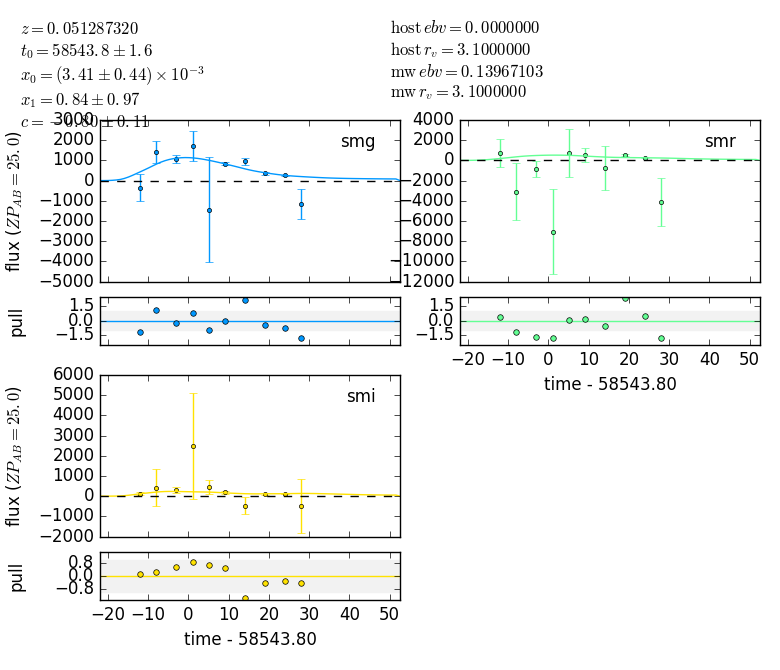 z = 0.051287320
t₀ = 58543.8 ± 1.6
x₀ = (3.41 ± 0.44) × 10⁻³
x₁ = 0.84 ± 0.97
host ebv = 0.0000000
host r_v = 3.1000000
mw ebv = 0.13967103
mw r_v = 3.1000000
smg
3000
2000
1000
0
−1000
−2000
−3000
−4000
−5000
flux (ZP_AB = 25.0)
smr
4000
2000
0
−2000
−4000
−6000
−8000
−10000
−12000
pull
1.5
0.0
−1.5
1.5
0.0
−1.5
−20 −10 0 10 20 30 40 50
time - 58543.80
smi
6000
5000
4000
3000
2000
1000
0
−1000
−2000
flux (ZP_AB = 25.0)
pull
0.8
0.0
−0.8
−20 −10 0 10 20 30 40 50
time - 58543.80